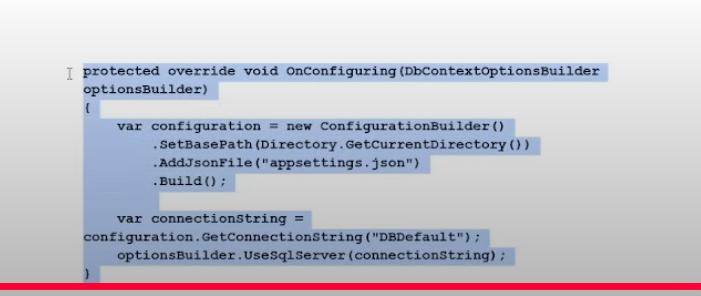 protected override void OnConfiguring(DbContextOptionsBuilder
optionsBuilder)
{
    var configuration = new ConfigurationBuilder()
        .SetBasePath(Directory.GetCurrentDirectory())
        .AddJsonFile("appsettings.json")
        .Build();

    var connectionString =
configuration.GetConnectionString("DBDefault");
    optionsBuilder.UseSqlServer(connectionString);
}